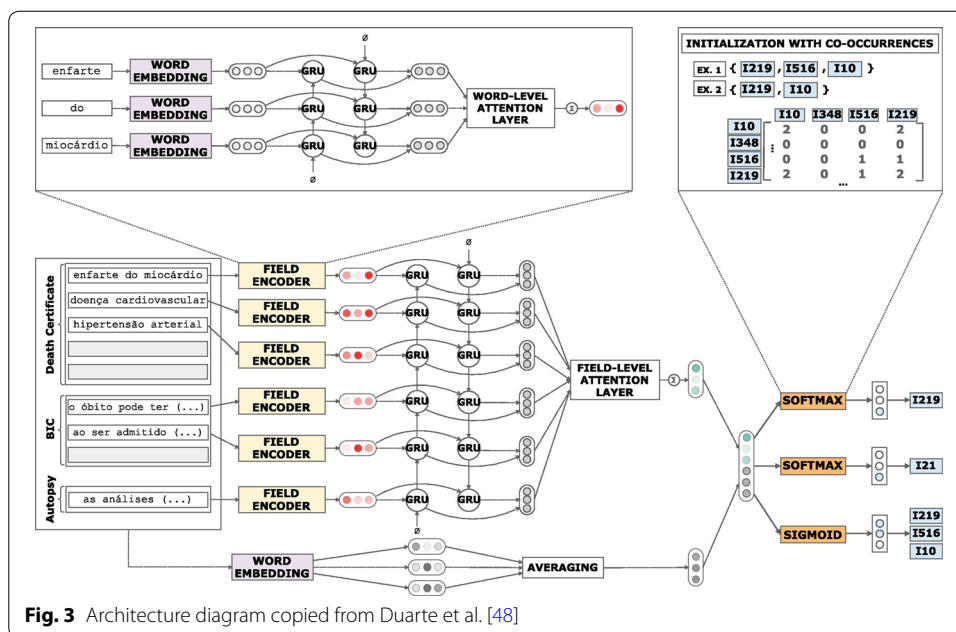 INITIALIZATION WITH CO-OCCURRENCES
EX. 1 { I219 , I516 , I10 }
EX. 2 { I219 , I10 }
I10 I348 I516 I219
I10 2 0 0 2
I348 0 0 0 0
I516 0 0 1 1
I219 2 0 1 2
...
Ø
enfarte WORD EMBEDDING GRU GRU
do WORD EMBEDDING GRU GRU
miocárdio WORD EMBEDDING GRU GRU
Ø
WORD-LEVEL ATTENTION LAYER Σ
Death Certificate
enfarte do miocárdio
doença cardiovascular
hipertensão arterial
BIC
o óbito pode ter (...)
ao ser admitido (...)
Autopsy
as análises (...)
Ø
FIELD ENCODER GRU GRU
FIELD ENCODER GRU GRU
FIELD ENCODER GRU GRU
FIELD ENCODER GRU GRU
FIELD ENCODER GRU GRU
FIELD ENCODER GRU GRU
Ø
FIELD-LEVEL ATTENTION LAYER Σ
WORD EMBEDDING
AVERAGING
SOFTMAX I219
SOFTMAX I21
SIGMOID I219
I516
I10
Fig. 3 Architecture diagram copied from Duarte et al. [48]